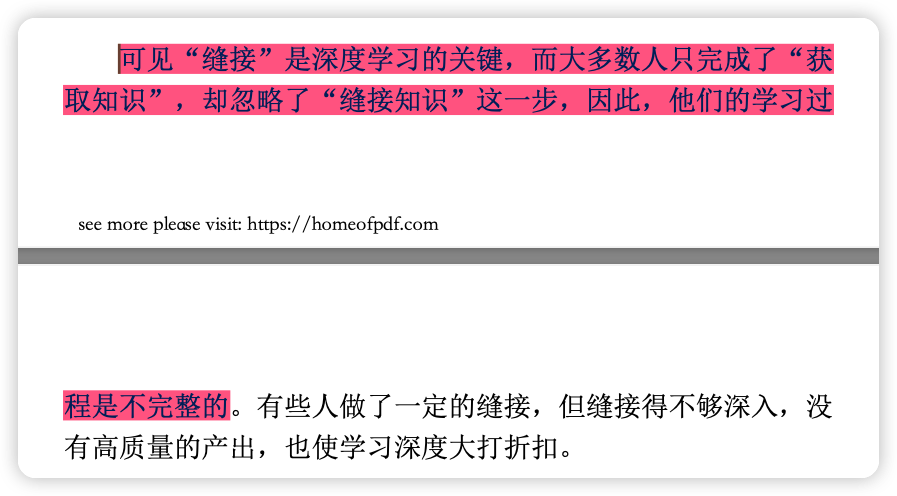 可见“缝接”是深度学习的关键，而大多数人只完成了“获
取知识”，却忽略了“缝接知识”这一步，因此，他们的学习过
see more please visit: https://homeofpdf.com
程是不完整的。有些人做了一定的缝接，但缝接得不够深入，没
有高质量的产出，也使学习深度大打折扣。